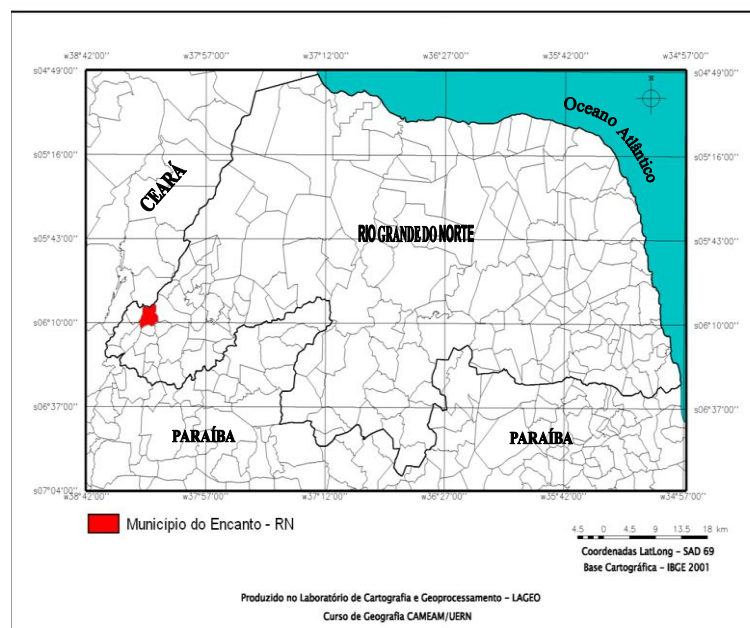 w38°42'00'' w37°57'00'' w37°12'00'' w36°27'00'' w35°42'00'' w34°57'00''
s04°49'00'' s04°49'00''
N
Oceano Atlântico
s05°16'00'' s05°16'00''
CEARÁ
s05°43'00'' RIO GRANDE DO NORTE s05°43'00''
s06°10'00'' s06°10'00''
s06°37'00'' s06°37'00''
PARAÍBA PARAÍBA
s07°04'00'' s07°04'00''
w38°42'00'' w37°57'00'' w37°12'00'' w36°27'00'' w35°42'00'' w34°57'00''
Municipio do Encanto - RN
4.5 0 4.5 9 13.5 18 km
Coordenadas LatLong - SAD 69
Base Cartográfica - IBGE 2001
Produzido no Laboratório de Cartografia e Geoprocessamento - LAGEO
Curso de Geografia CAMEAM/UERN